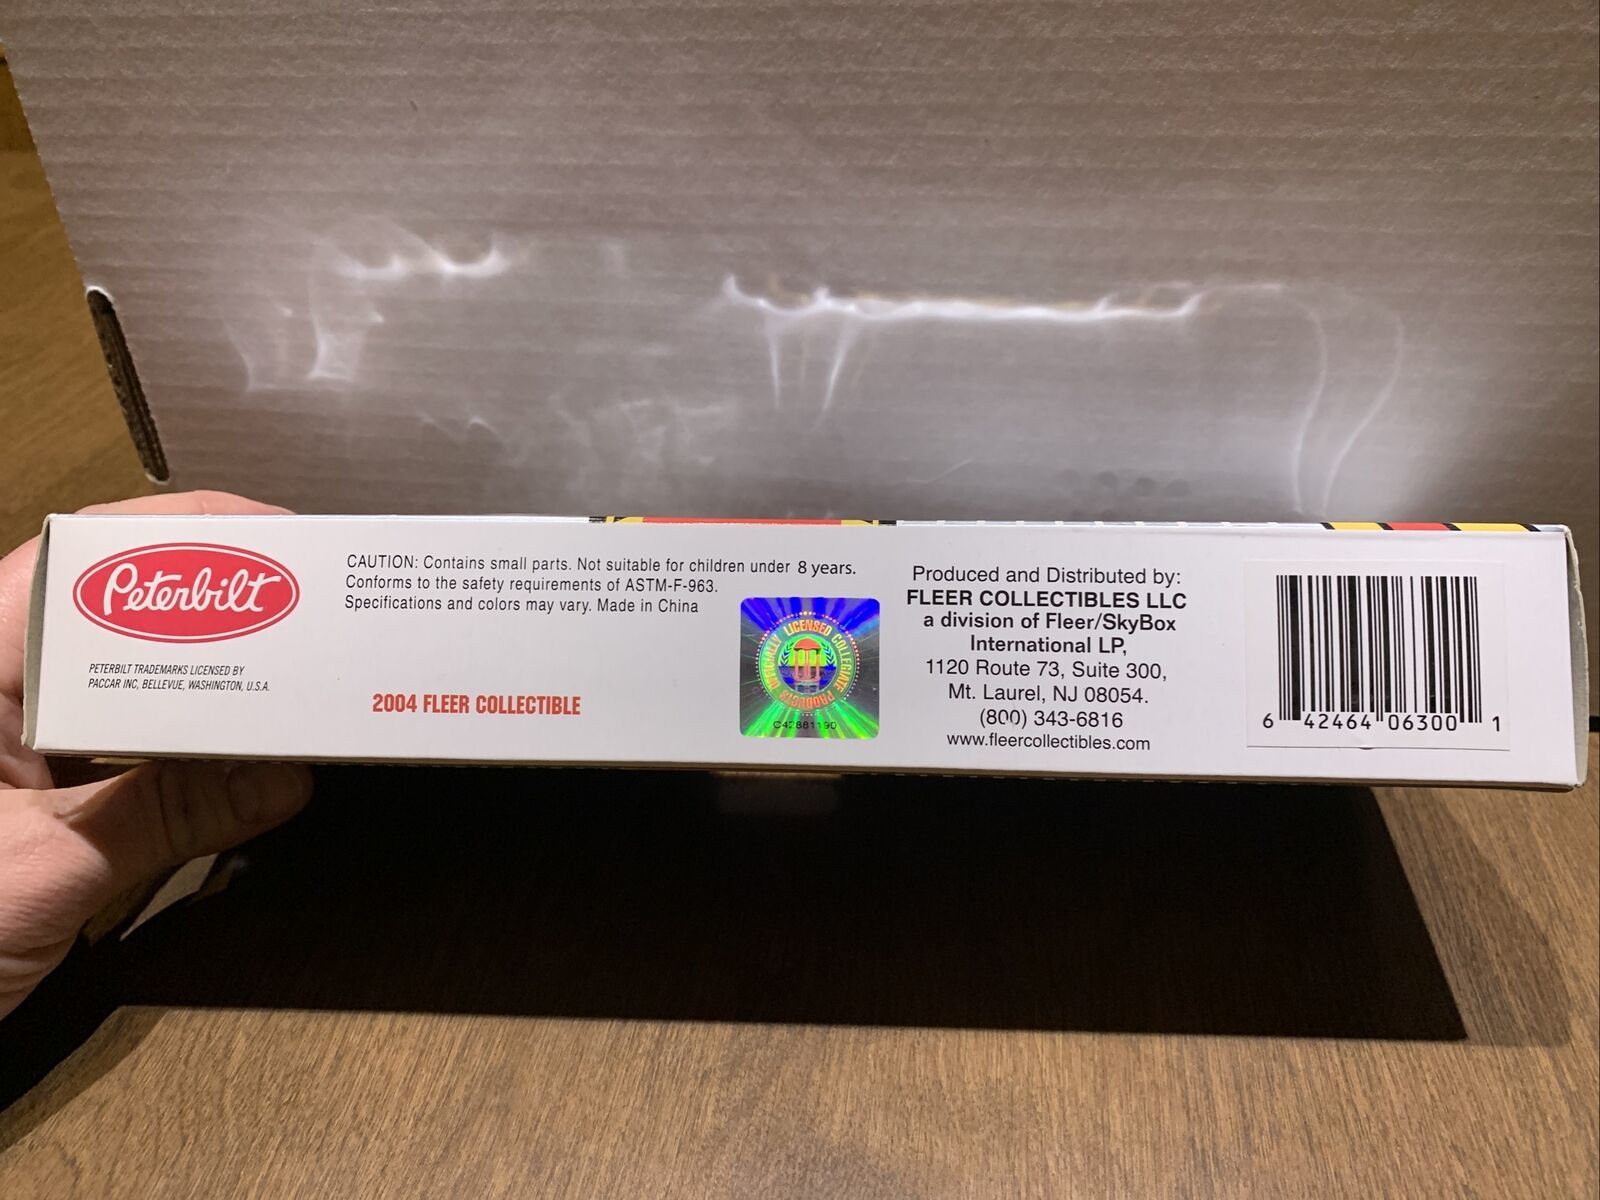 Peterbilt
PETERBILT TRADEMARKS LICENSED BY
PACCAR INC, BELLEVUE, WASHINGTON, U.S.A.
CAUTION: Contains small parts. Not suitable for children under 8 years.
Conforms to the safety requirements of ASTM-F-963.
Specifications and colors may vary. Made in China
2004 FLEER COLLECTIBLE
OFFICIALLY LICENSED COLLEGIATE PRODUCTS
C42881190
Produced and Distributed by:
FLEER COLLECTIBLES LLC
a division of Fleer/SkyBox
International LP,
1120 Route 73, Suite 300,
Mt. Laurel, NJ 08054.
(800) 343-6816
www.fleercollectibles.com
6 42464 06300 1